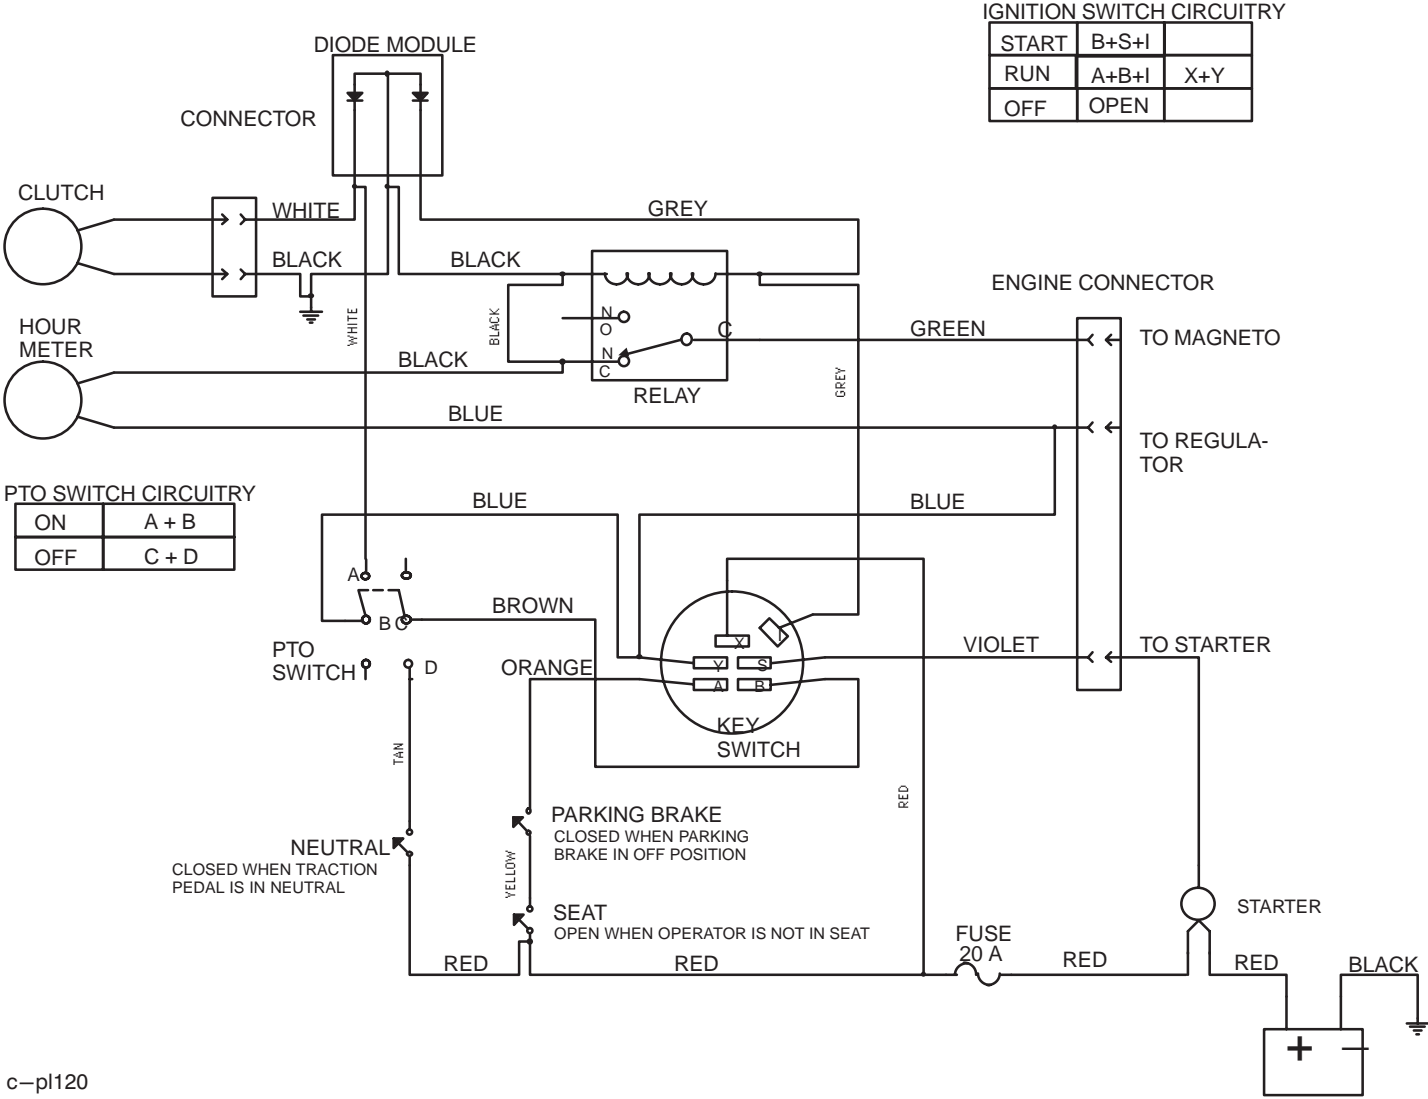 IGNITION SWITCH CIRCUITRY
START B+S+I
RUN A+B+I X+Y
OFF OPEN
DIODE MODULE
CONNECTOR
CLUTCH
WHITE
GREY
BLACK
BLACK
ENGINE CONNECTOR
HOUR
METER
WHITE
BLACK
N
O
C
GREEN
TO MAGNETO
N
C
BLACK
RELAY
GREY
BLUE
TO REGULA-
TOR
PTO SWITCH CIRCUITRY
ON A + B
OFF C + D
BLUE
BLUE
A
BROWN
B C
PTO
SWITCH
D
ORANGE
X
I
Y
S
A
B
KEY
SWITCH
VIOLET
TO STARTER
TAN
RED
PARKING BRAKE
CLOSED WHEN PARKING
BRAKE IN OFF POSITION
NEUTRAL
CLOSED WHEN TRACTION
PEDAL IS IN NEUTRAL
YELLOW
SEAT
OPEN WHEN OPERATOR IS NOT IN SEAT
STARTER
FUSE
20 A
RED
RED
RED
RED
BLACK
+
—
c–pl120